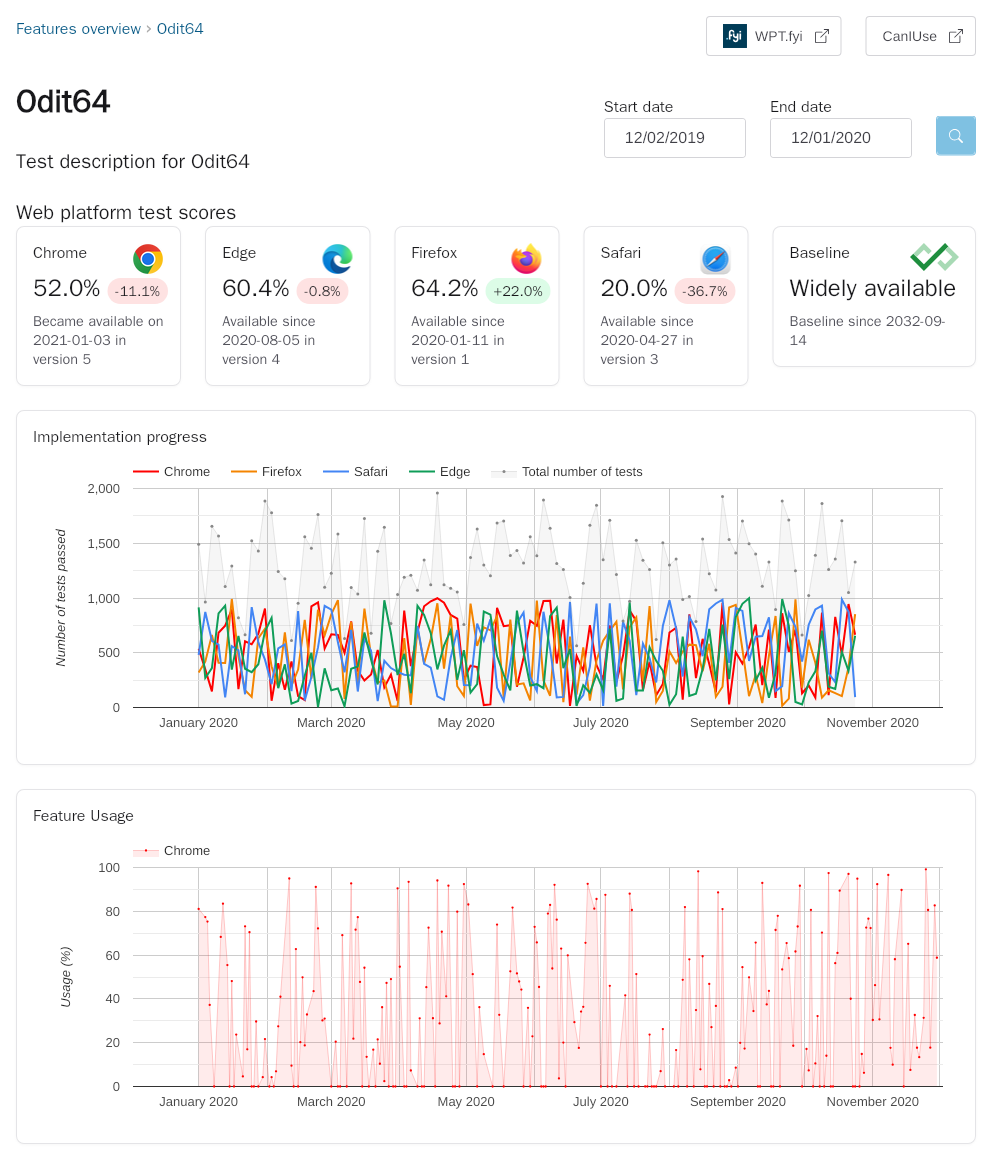 Features overview › Odit64
.fyi WPT.fyi
CanIUse
Odit64
Start date
End date
12/02/2019
12/01/2020
Test description for Odit64
Web platform test scores
Chrome
52.0% -11.1%
Became available on
2021-01-03 in
version 5
Edge
60.4% -0.8%
Available since
2020-08-05 in
version 4
Firefox
64.2% +22.0%
Available since
2020-01-11 in
version 1
Safari
20.0% -36.7%
Available since
2020-04-27 in
version 3
Baseline
Widely available
Baseline since 2032-09-
14
Implementation progress
Chrome Firefox Safari Edge Total number of tests
Number of tests passed
2,000
1,500
1,000
500
0
January 2020 March 2020 May 2020 July 2020 September 2020 November 2020
Feature Usage
Chrome
Usage (%)
100
80
60
40
20
0
January 2020 March 2020 May 2020 July 2020 September 2020 November 2020